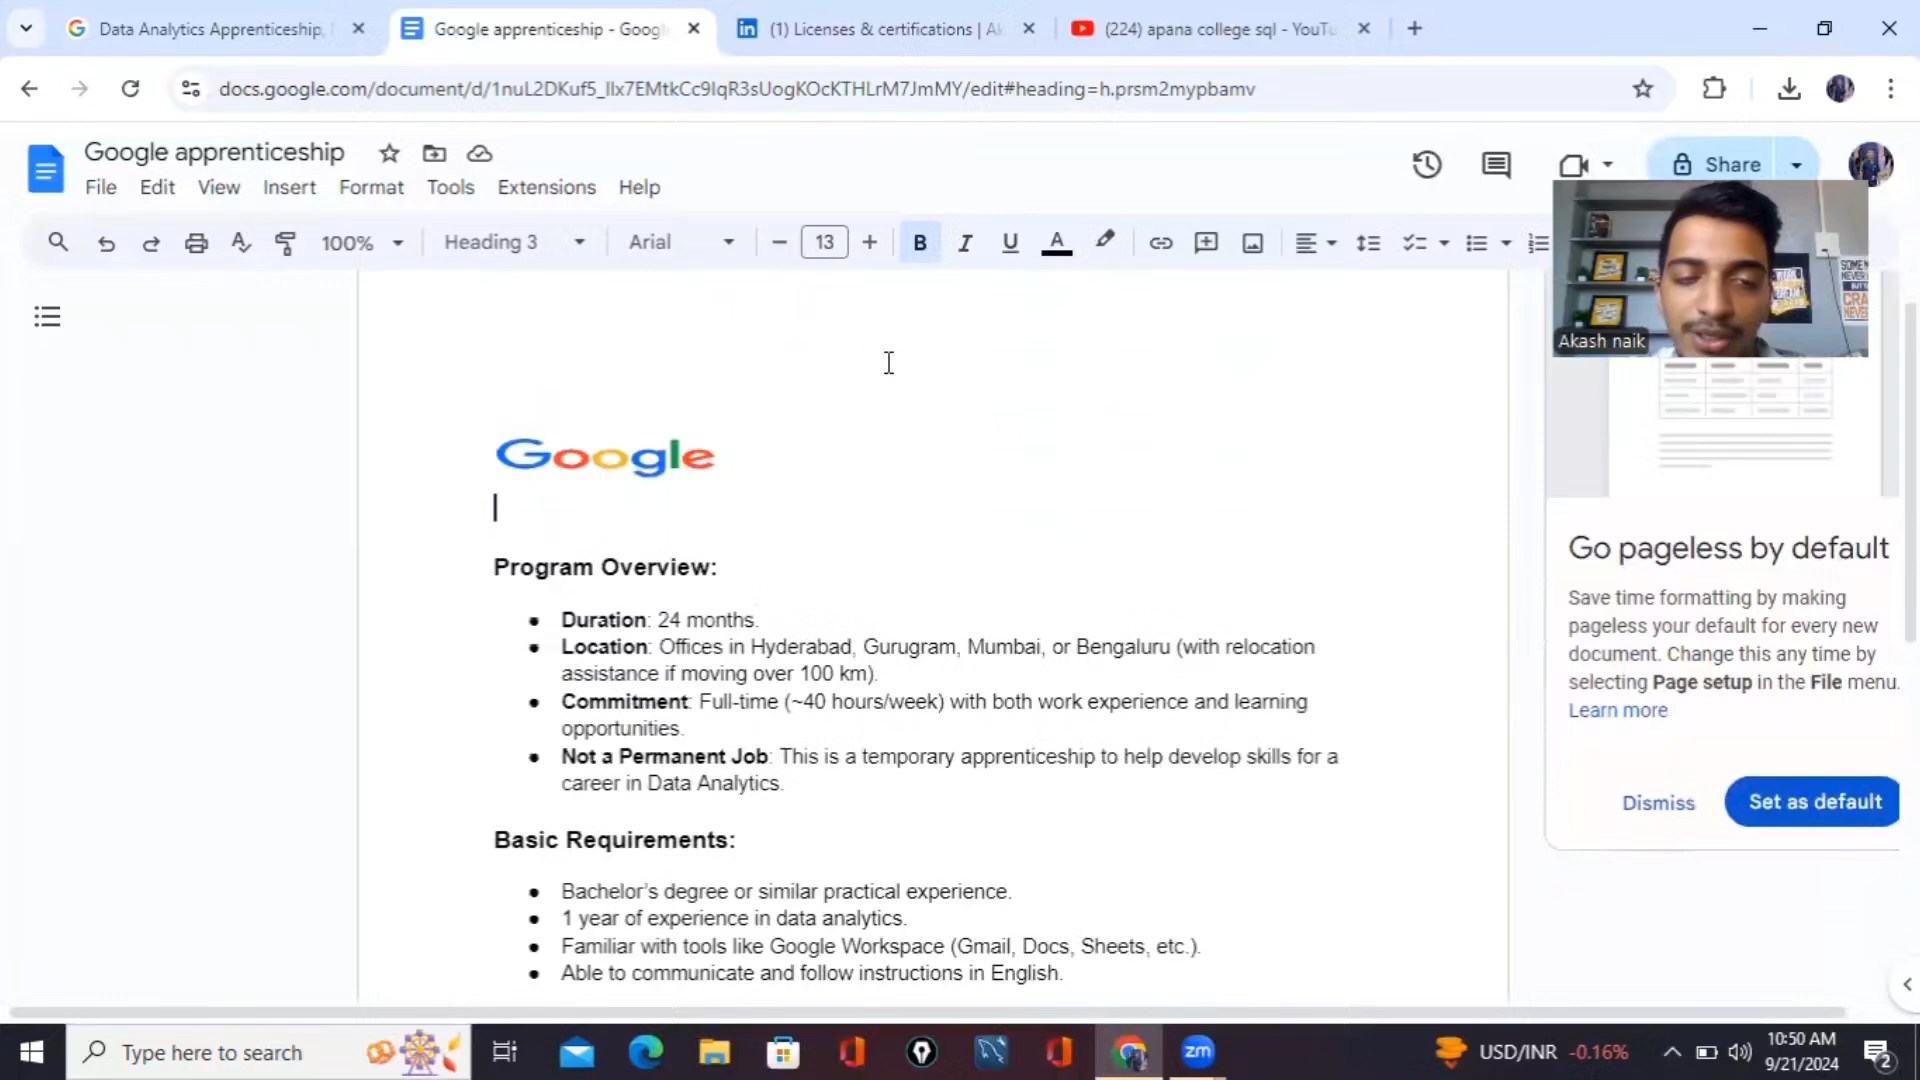 Data Analytics Apprenticeship,
Google apprenticeship - Goog
(1) Licenses & certifications | Ak
(224) apana college sql - YouTu
docs.google.com/document/d/1nuL2DKuf5_lIx7EMtkCc9lqR3sUogKOcKTHLrM7JmMY/edit#heading=h.prsm2mypbamv
Google apprenticeship
Share
File Edit View Insert Format Tools Extensions Help
100% Heading 3 Arial 13 B I U A
Akash naik
Google
Program Overview:
● Duration: 24 months.
● Location: Offices in Hyderabad, Gurugram, Mumbai, or Bengaluru (with relocation
assistance if moving over 100 km).
● Commitment: Full-time (~40 hours/week) with both work experience and learning
opportunities.
● Not a Permanent Job: This is a temporary apprenticeship to help develop skills for a
career in Data Analytics.
Basic Requirements:
● Bachelor’s degree or similar practical experience.
● 1 year of experience in data analytics.
● Familiar with tools like Google Workspace (Gmail, Docs, Sheets, etc.).
● Able to communicate and follow instructions in English.
Go pageless by default
Save time formatting by making
pageless your default for every new
document. Change this any time by
selecting Page setup in the File menu.
Learn more
Dismiss Set as default
Type here to search
zm
USD/INR -0.16%
10:50 AM
9/21/2024
2